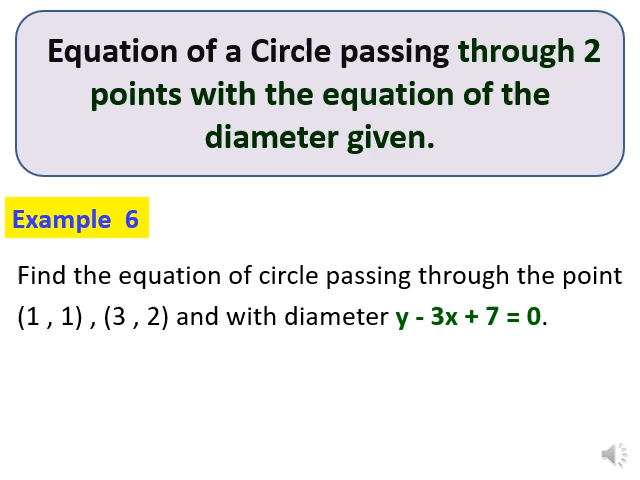 Equation of a Circle passing through 2
points with the equation of the
diameter given.
Example 6
Find the equation of circle passing through the point
(1 , 1) , (3 , 2) and with diameter y - 3x + 7 = 0.